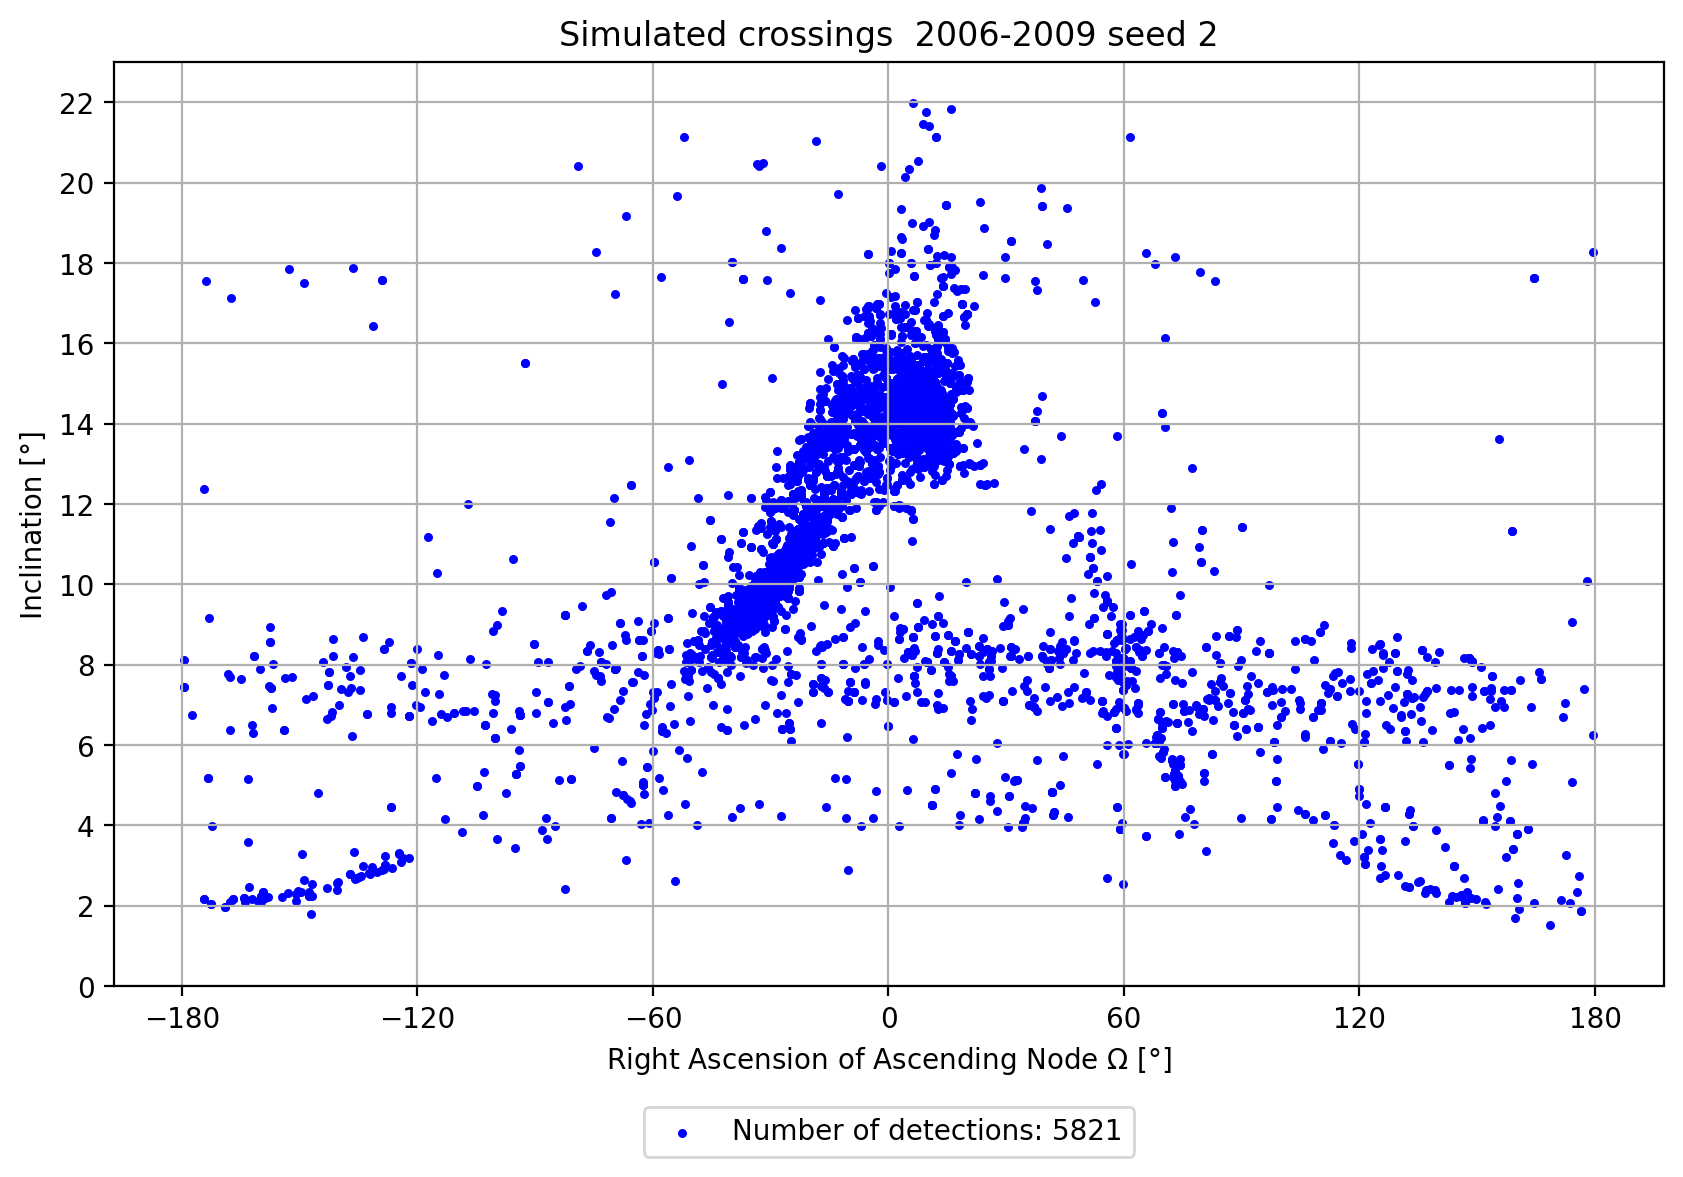 Simulated crossings  2006-2009 seed 2
22
20
18
16
14
12
10
8
6
4
2
0
Inclination [°]
−180 −120 −60 0 60 120 180
Right Ascension of Ascending Node Ω [°]
Number of detections: 5821